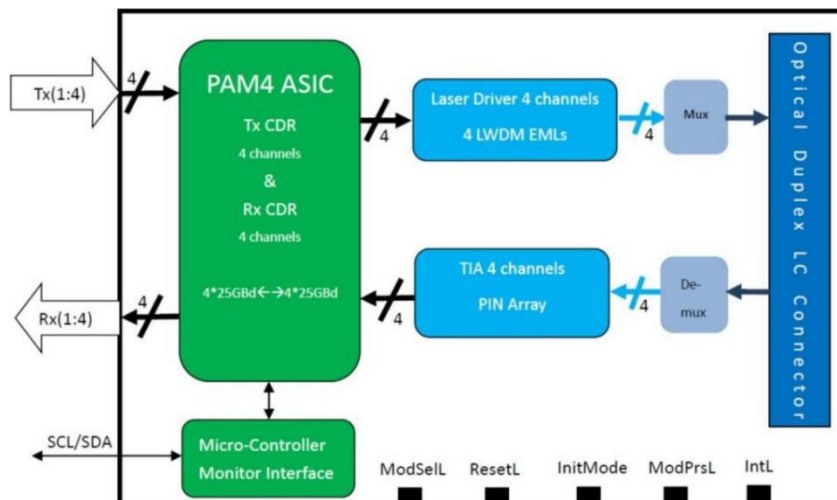 Tx(1:4)
4
PAM4 ASIC
Tx CDR
4 channels
&
Rx CDR
4 channels
4*25GBd←→4*25GBd
4
Laser Driver 4 channels
4 LWDM EMLs
4
Mux
Optical Duplex LC Connector
Rx(1:4)
4
4
TIA 4 channels
PIN Array
4
De-
mux
SCL/SDA
Micro-Controller
Monitor Interface
ModSelL ResetL InitMode ModPrsL IntL